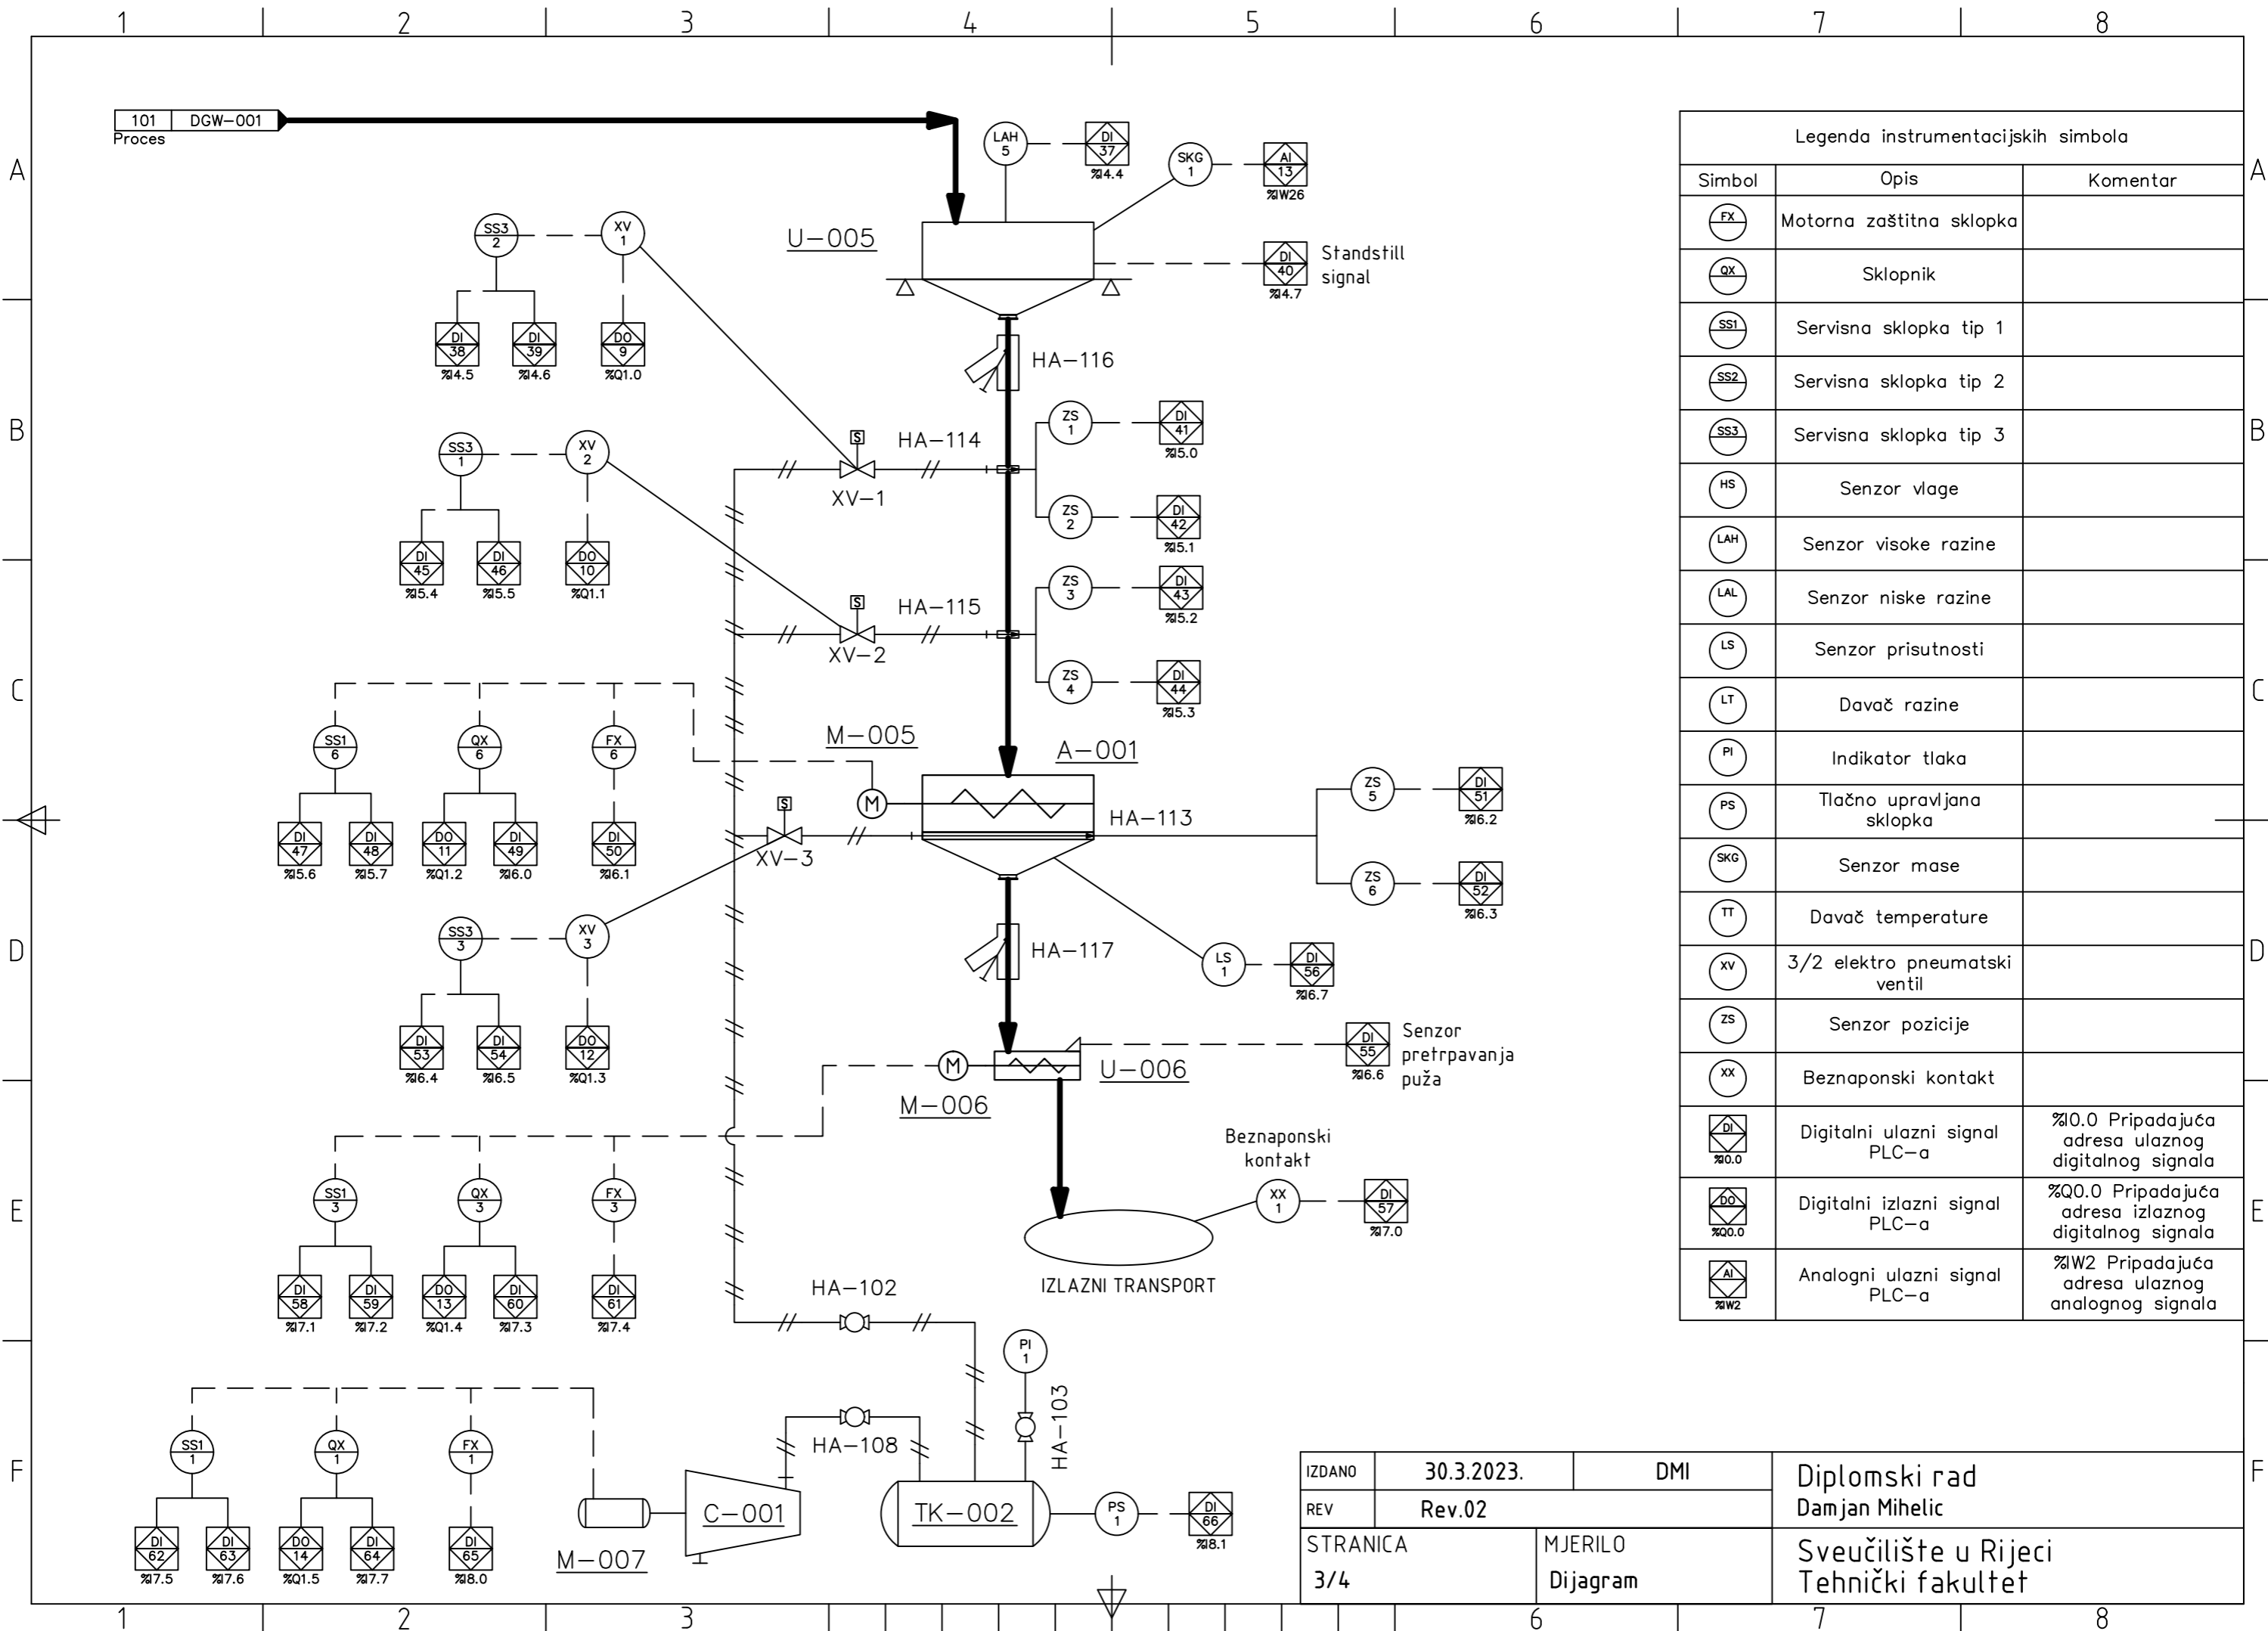 1 2 3 4 5 6 7 8
A
B
C
D
E
F
A
B
C
D
E
F
101 DGW-001
Proces
LAH 5
DI 37
%I4.4
SKG 1
AI 13
%IW26
U-005
DI 40
%I4.7
Standstill
signal
SS3 2
XV 1
DI 38
%I4.5
DI 39
%I4.6
DO 9
%Q1.0
HA-116
SS3 1
XV 2
DI 45
%I5.4
DI 46
%I5.5
DO 10
%Q1.1
S
HA-114
XV-1
ZS 1
DI 41
%I5.0
ZS 2
DI 42
%I5.1
S
HA-115
XV-2
ZS 3
DI 43
%I5.2
ZS 4
DI 44
%I5.3
SS1 6
QX 6
FX 6
DI 47
%I5.6
DI 48
%I5.7
DO 11
%Q1.2
DI 49
%I6.0
DI 50
%I6.1
M-005
M
A-001
S
XV-3
HA-113
ZS 5
DI 51
%I6.2
ZS 6
DI 52
%I6.3
SS3 3
XV 3
DI 53
%I6.4
DI 54
%I6.5
DO 12
%Q1.3
HA-117
LS 1
DI 56
%I6.7
M
M-006
U-006
DI 55
%I6.6
Senzor
pretrpavanja
puža
SS1 3
QX 3
FX 3
DI 58
%I7.1
DI 59
%I7.2
DO 13
%Q1.4
DI 60
%I7.3
DI 61
%I7.4
Beznaponski
kontakt
XX 1
DI 57
%I7.0
IZLAZNI TRANSPORT
HA-102
PI 1
HA-103
HA-108
SS1 1
QX 1
FX 1
DI 62
%I7.5
DI 63
%I7.6
DO 14
%Q1.5
DI 64
%I7.7
DI 65
%I8.0
M-007
C-001
TK-002
PS 1
DI 66
%I8.1
Legenda instrumentacijskih simbola
Simbol Opis Komentar
FX Motorna zaštitna sklopka
QX Sklopnik
SS1 Servisna sklopka tip 1
SS2 Servisna sklopka tip 2
SS3 Servisna sklopka tip 3
HS Senzor vlage
LAH Senzor visoke razine
LAL Senzor niske razine
LS Senzor prisutnosti
LT Davač razine
PI Indikator tlaka
PS Tlačno upravljana
sklopka
SKG Senzor mase
TT Davač temperature
XV 3/2 elektro pneumatski
ventil
ZS Senzor pozicije
XX Beznaponski kontakt
DI
%I0.0
Digitalni ulazni signal
PLC-a
%I0.0 Pripadajuća
adresa ulaznog
digitalnog signala
DO
%Q0.0
Digitalni izlazni signal
PLC-a
%Q0.0 Pripadajuća
adresa izlaznog
digitalnog signala
AI
%IW2
Analogni ulazni signal
PLC-a
%IW2 Pripadajuća
adresa ulaznog
analognog signala
IZDANO 30.3.2023. DMI
REV Rev.02
STRANICA
3/4
MJERILO
Dijagram
Diplomski rad
Damjan Mihelic
Sveučilište u Rijeci
Tehnički fakultet
1 2 3 6 7 8